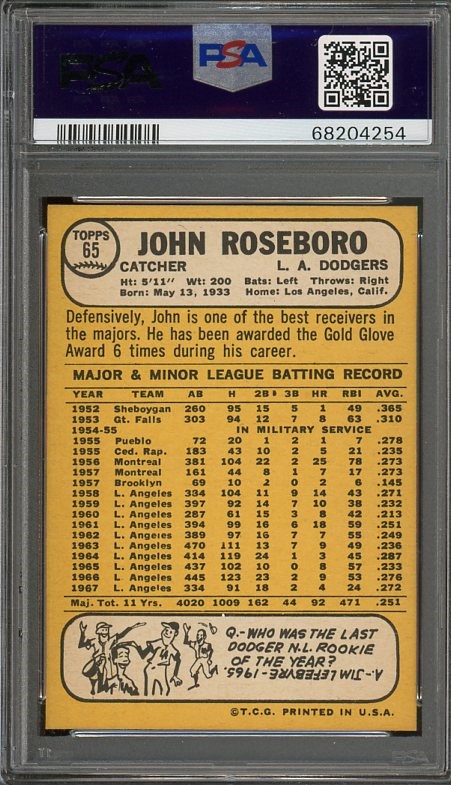 PSA PSA
68204254
TOPPS
65
JOHN ROSEBORO
CATCHER L. A. DODGERS
Ht: 5'11" Wt: 200 Bats: Left Throws: Right
Born: May 13, 1933 Home: Los Angeles, Calif.
Defensively, John is one of the best receivers in
the majors. He has been awarded the Gold Glove
Award 6 times during his career.
MAJOR & MINOR LEAGUE BATTING RECORD
YEAR TEAM AB H 2B 3B HR RBI AVG.
1952 Sheboygan 260 95 15 5 1 49 .365
1953 Gt. Falls 303 94 12 7 8 63 .310
1954-55 IN MILITARY SERVICE
1955 Pueblo 72 20 1 2 1 7 .278
1955 Ced. Rap. 183 43 10 2 5 21 .235
1956 Montreal 381 104 22 2 25 78 .273
1957 Montreal 161 44 8 1 7 17 .273
1957 Brooklyn 69 10 2 0 2 6 .145
1958 L. Angeles 334 104 11 9 14 43 .271
1959 L. Angeles 397 92 14 7 10 38 .232
1960 L. Angeles 287 61 15 3 8 42 .213
1961 L. Angeles 394 99 16 6 18 59 .251
1962 L. Angeles 389 97 16 7 7 55 .249
1963 L. Angeles 470 111 13 7 9 49 .236
1964 L. Angeles 414 119 24 1 3 45 .287
1965 L. Angeles 437 102 10 0 8 57 .233
1966 L. Angeles 445 123 23 2 9 53 .276
1967 L. Angeles 334 91 18 2 4 24 .272
Maj. Tot. 11 Yrs. 4020 1009 162 44 92 471 .251
Q.-WHO WAS THE LAST
DODGER N.L. ROOKIE
OF THE YEAR?
A.-JIM LEFEBVRE-1965.
©T.C.G. PRINTED IN U.S.A.